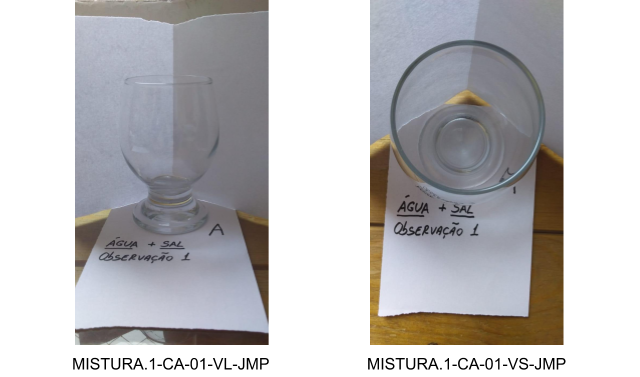 A
ÁGUA + SAL
ObSERVAÇÃO 1
ÁGUA + SAL
ObSERVAÇÃO 1
MISTURA.1-CA-01-VL-JMP
MISTURA.1-CA-01-VS-JMP